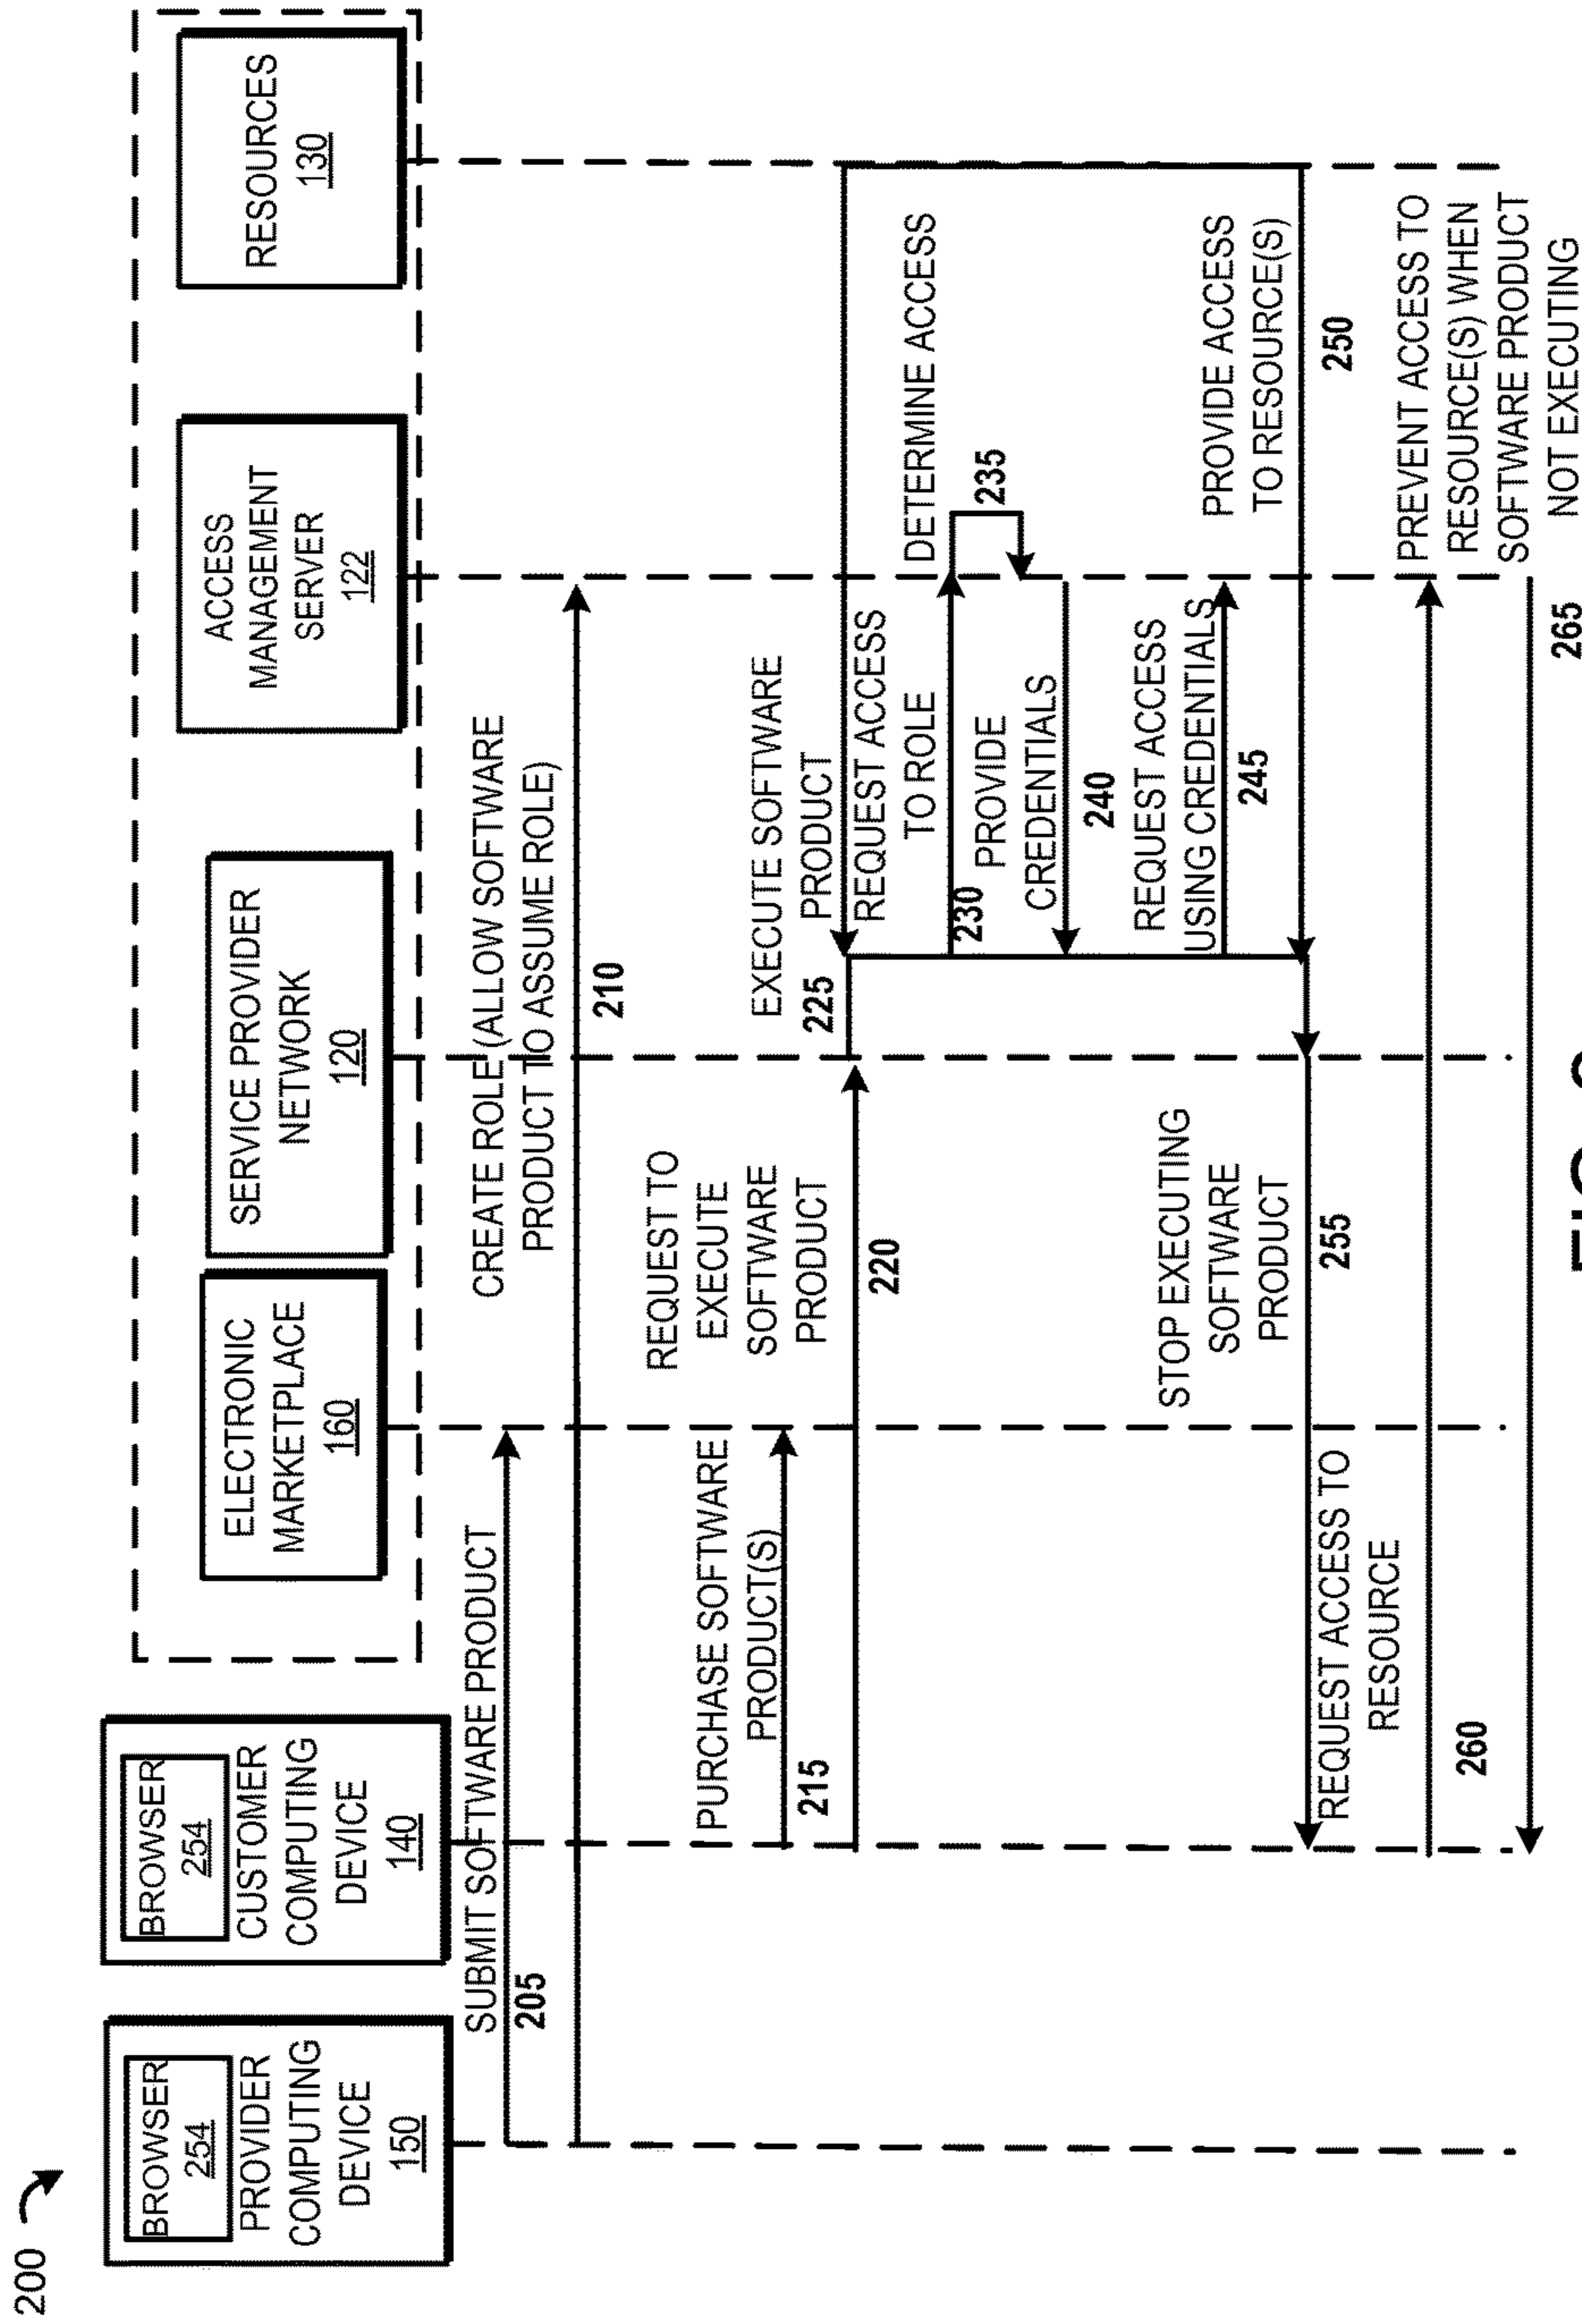 200
BROWSER
254
PROVIDER
COMPUTING
DEVICE
150
BROWSER
254
CUSTOMER
COMPUTING
DEVICE
140
ELECTRONIC
MARKETPLACE
160
SERVICE PROVIDER
NETWORK
120
ACCESS
MANAGEMENT
SERVER
122
RESOURCES
130
SUBMIT SOFTWARE PRODUCT
205
CREATE ROLE (ALLOW SOFTWARE
PRODUCT TO ASSUME ROLE)
210
PURCHASE SOFTWARE
PRODUCT(S)
215
REQUEST TO
EXECUTE
SOFTWARE
PRODUCT
220
EXECUTE SOFTWARE
PRODUCT
225
REQUEST ACCESS
TO ROLE
230
DETERMINE ACCESS
235
PROVIDE
CREDENTIALS
240
REQUEST ACCESS
USING CREDENTIALS
245
PROVIDE ACCESS
TO RESOURCE(S)
250
STOP EXECUTING
SOFTWARE
PRODUCT
255
REQUEST ACCESS TO
RESOURCE
260
PREVENT ACCESS TO
RESOURCE(S) WHEN
SOFTWARE PRODUCT
NOT EXECUTING
265